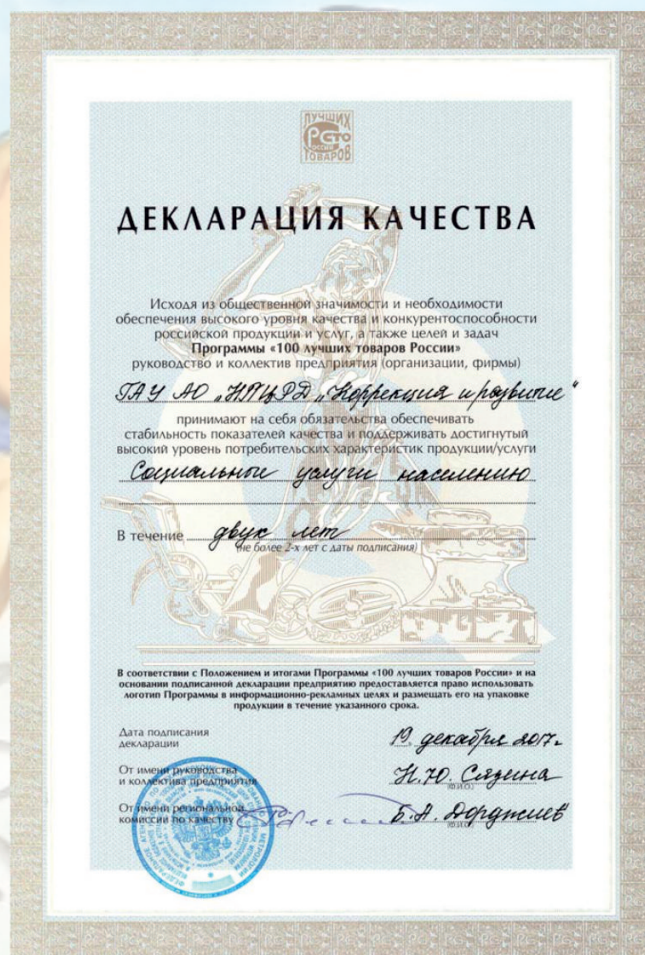 ЛУЧШИХ
РОССИИ
ТОВАРОВ
ДЕКЛАРАЦИЯ КАЧЕСТВА
Исходя из общественной значимости и необходимости
обеспечения высокого уровня качества и конкурентоспособности
российской продукции и услуг, а также целей и задач
Программы «100 лучших товаров России»
руководство и коллектив предприятия (организации, фирмы)
ГАУ АО „НПЦРД „Коррекция и развитие"
принимают на себя обязательства обеспечивать
стабильность показателей качества и поддерживать достигнутый
высокий уровень потребительских характеристик продукции/услуги
Социальные услуги населению
В течение двух лет
(не более 2-х лет с даты подписания)
В соответствии с Положением и итогами Программы «100 лучших товаров России» и на
основании подписанной декларации предприятию предоставляется право использовать
логотип Программы в информационно-рекламных целях и размещать его на упаковке
продукции в течение указанного срока.
Дата подписания
декларации 19 декабря 2017г.
От имени руководства
и коллектива предприятия Н.Ю.
(Ф.И.О.)
От имени региональной
комиссии по качеству Б.А. Дорджиев
(Ф.И.О.)